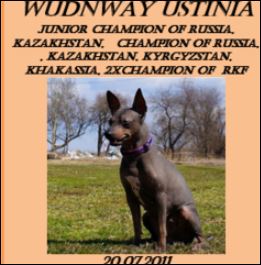 WUDNWAY USTINIA
JUNIOR CHAMPION OF RUSSIA,
KAZAKHSTAN, CHAMPION OF RUSSIA,
, KAZAKHSTAN, KYRGYZSTAN,
KHAKASSIA, 2XCHAMPION OF RKF
20.07.2011